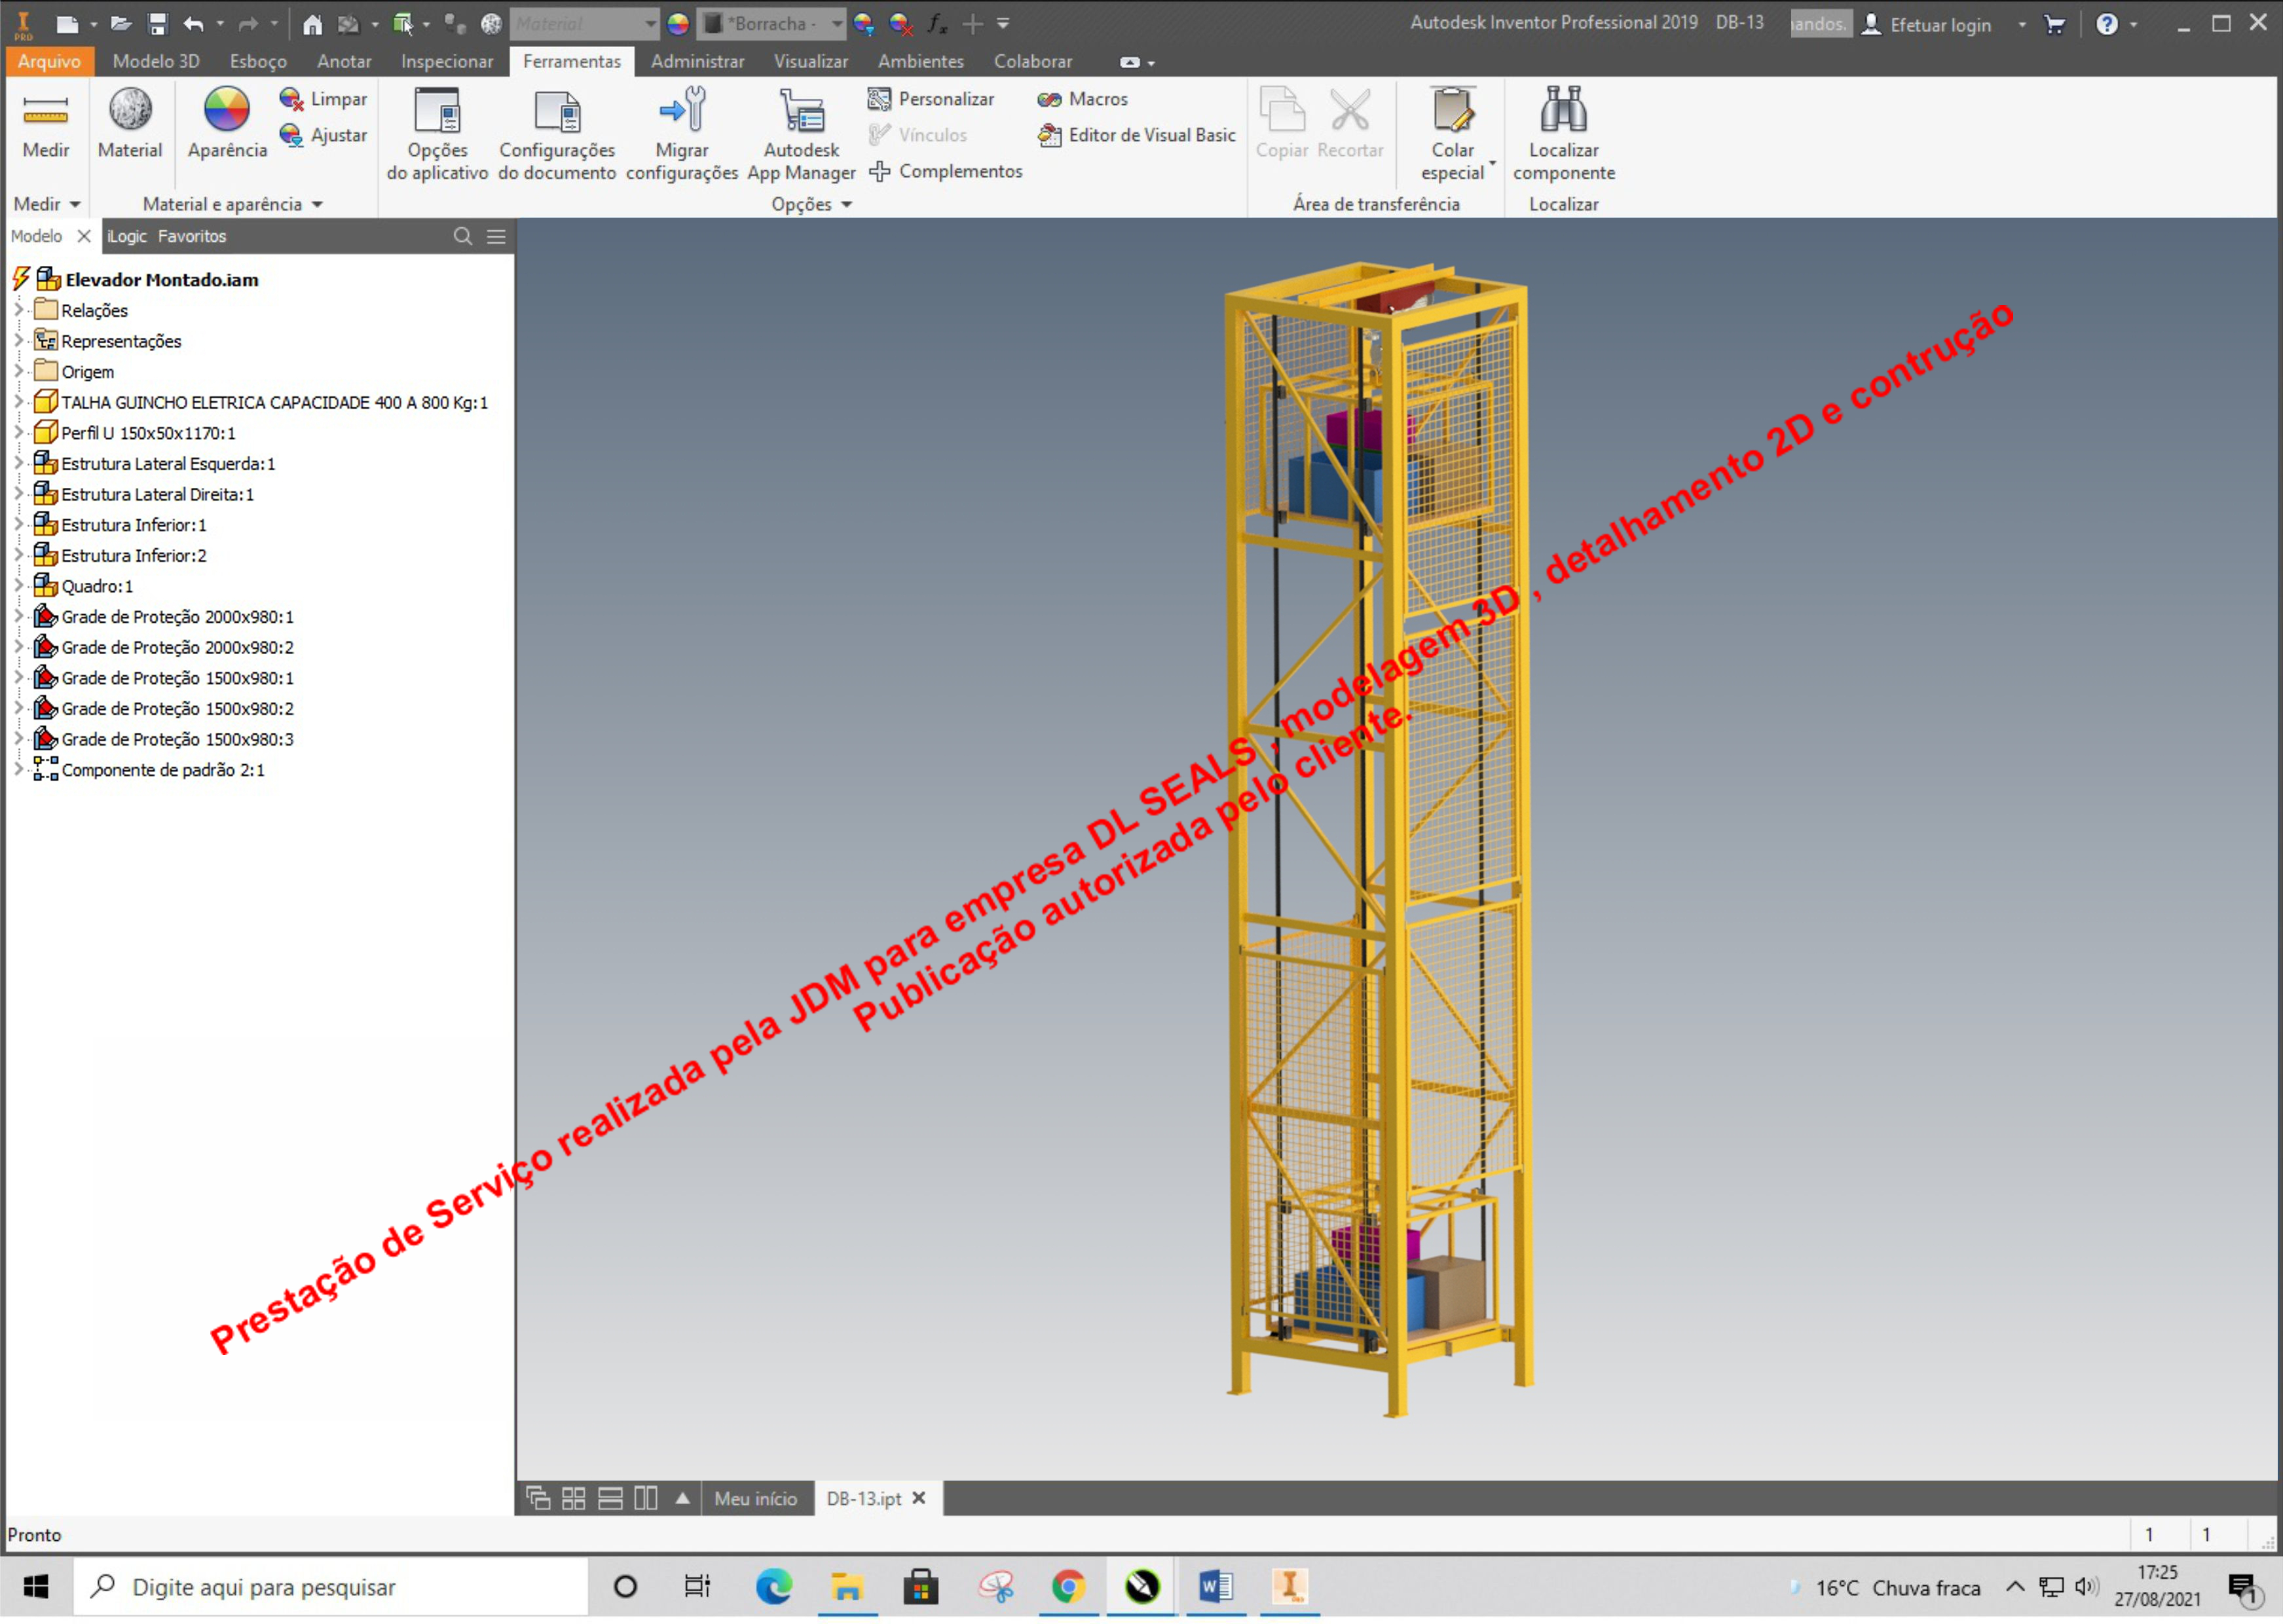 PRO
Material
*Borracha -
Autodesk Inventor Professional 2019 DB-13
Efetuar login
Arquivo Modelo 3D Esboço Anotar Inspecionar Ferramentas Administrar Visualizar Ambientes Colaborar
Medir
Material
Aparência
Limpar
Ajustar
Opções do aplicativo
Configurações do documento
Migrar configurações
Autodesk App Manager
Personalizar
Vínculos
Complementos
Macros
Editor de Visual Basic
Copiar
Recortar
Colar especial
Localizar componente
Medir
Material e aparência
Opções
Área de transferência
Localizar
Modelo iLogic Favoritos
Elevador Montado.iam
Relações
Representações
Origem
TALHA GUINCHO ELETRICA CAPACIDADE 400 A 800 Kg:1
Perfil U 150x50x1170:1
Estrutura Lateral Esquerda:1
Estrutura Lateral Direita:1
Estrutura Inferior:1
Estrutura Inferior:2
Quadro:1
Grade de Proteção 2000x980:1
Grade de Proteção 2000x980:2
Grade de Proteção 1500x980:1
Grade de Proteção 1500x980:2
Grade de Proteção 1500x980:3
Componente de padrão 2:1
Prestação de Serviço realizada pela JDM para empresa DL SEALS , modelagem 3D , detalhamento 2D e contrução
Publicação autorizada pelo cliente.
Meu início DB-13.ipt
Pronto
1 1
Digite aqui para pesquisar
16°C Chuva fraca
17:25
27/08/2021
1